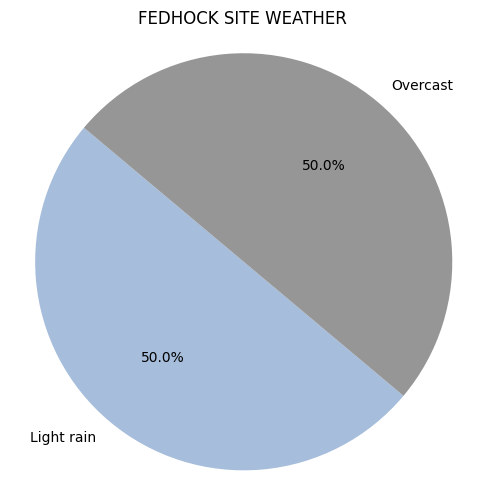 FEDHOCK SITE WEATHER
Overcast
50.0%
50.0%
Light rain